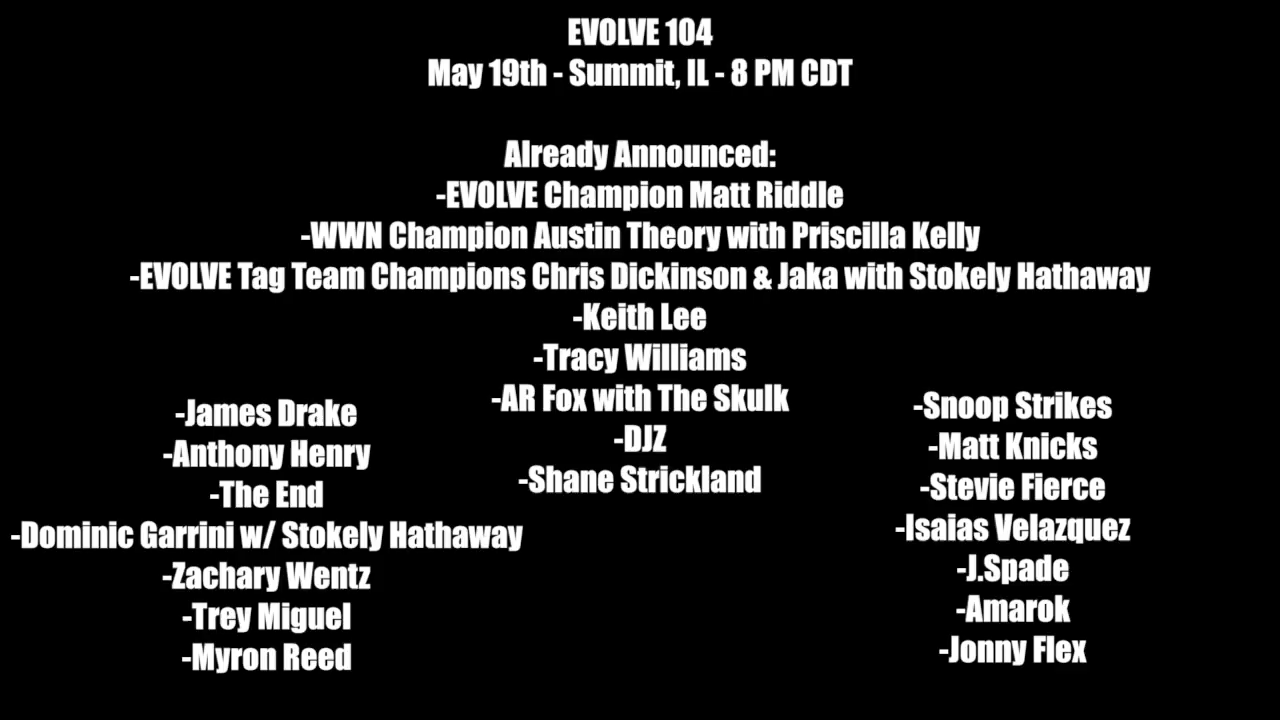 EVOLVE 104
May 19th - Summit, IL - 8 PM CDT
Already Announced:
-EVOLVE Champion Matt Riddle
-WWN Champion Austin Theory with Priscilla Kelly
-EVOLVE Tag Team Champions Chris Dickinson & Jaka with Stokely Hathaway
-Keith Lee
-Tracy Williams
-AR Fox with The Skulk
-DJZ
-Shane Strickland
-James Drake
-Anthony Henry
-The End
-Dominic Garrini w/ Stokely Hathaway
-Zachary Wentz
-Trey Miguel
-Myron Reed
-Snoop Strikes
-Matt Knicks
-Stevie Fierce
-Isaias Velazquez
-J.Spade
-Amarok
-Jonny Flex